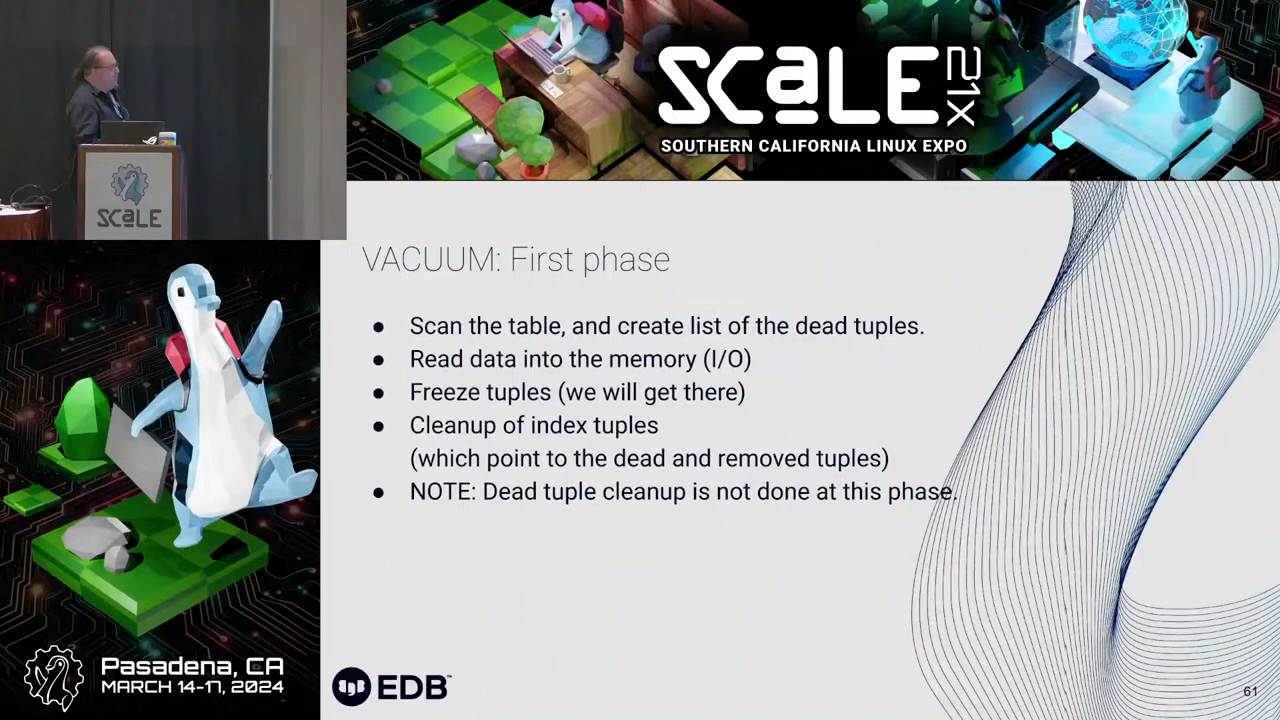 SCALE 21X
SOUTHERN CALIFORNIA LINUX EXPO
SCALE
VACUUM: First phase
● Scan the table, and create list of the dead tuples.
● Read data into the memory (I/O)
● Freeze tuples (we will get there)
● Cleanup of index tuples
(which point to the dead and removed tuples)
● NOTE: Dead tuple cleanup is not done at this phase.
Pasadena, CA
MARCH 14-17, 2024
EDB™
61